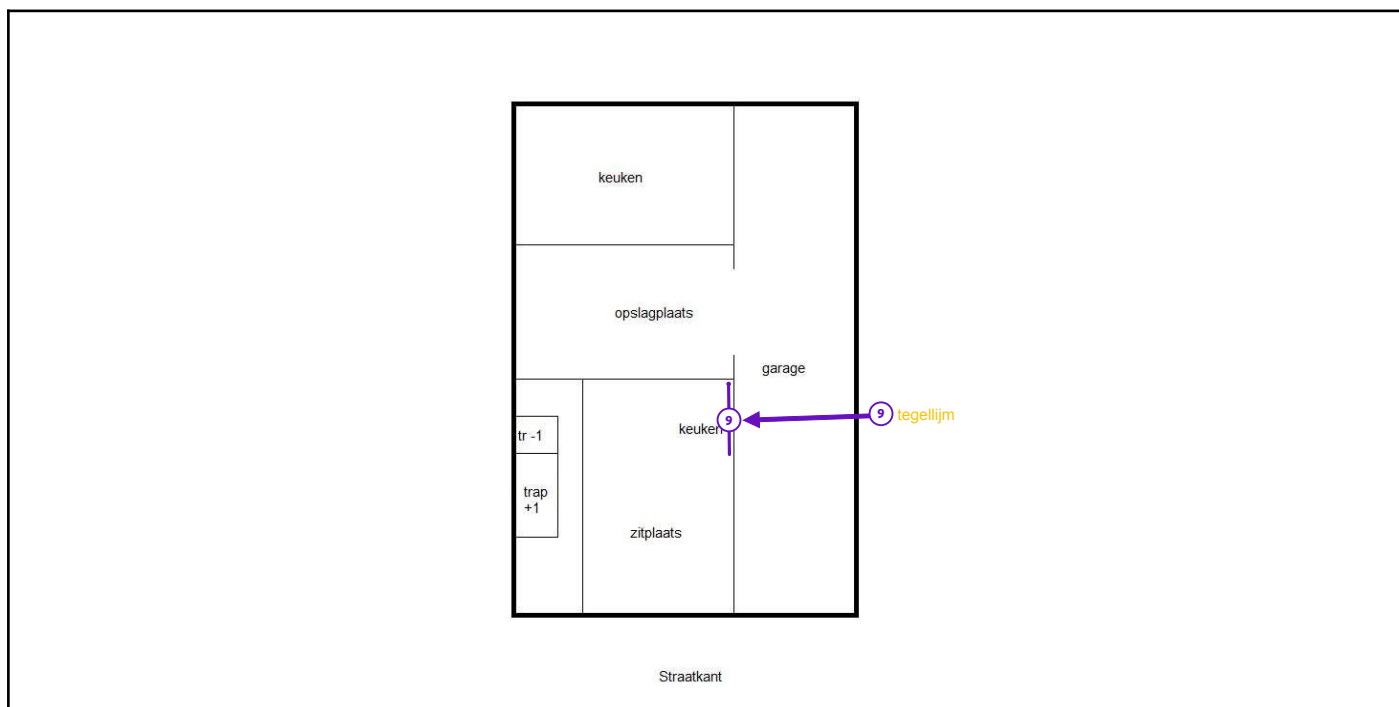 keuken
opslagplaats
garage
9 tegellijm
9
keuken
tr -1
trap
+1
zitplaats
Straatkant